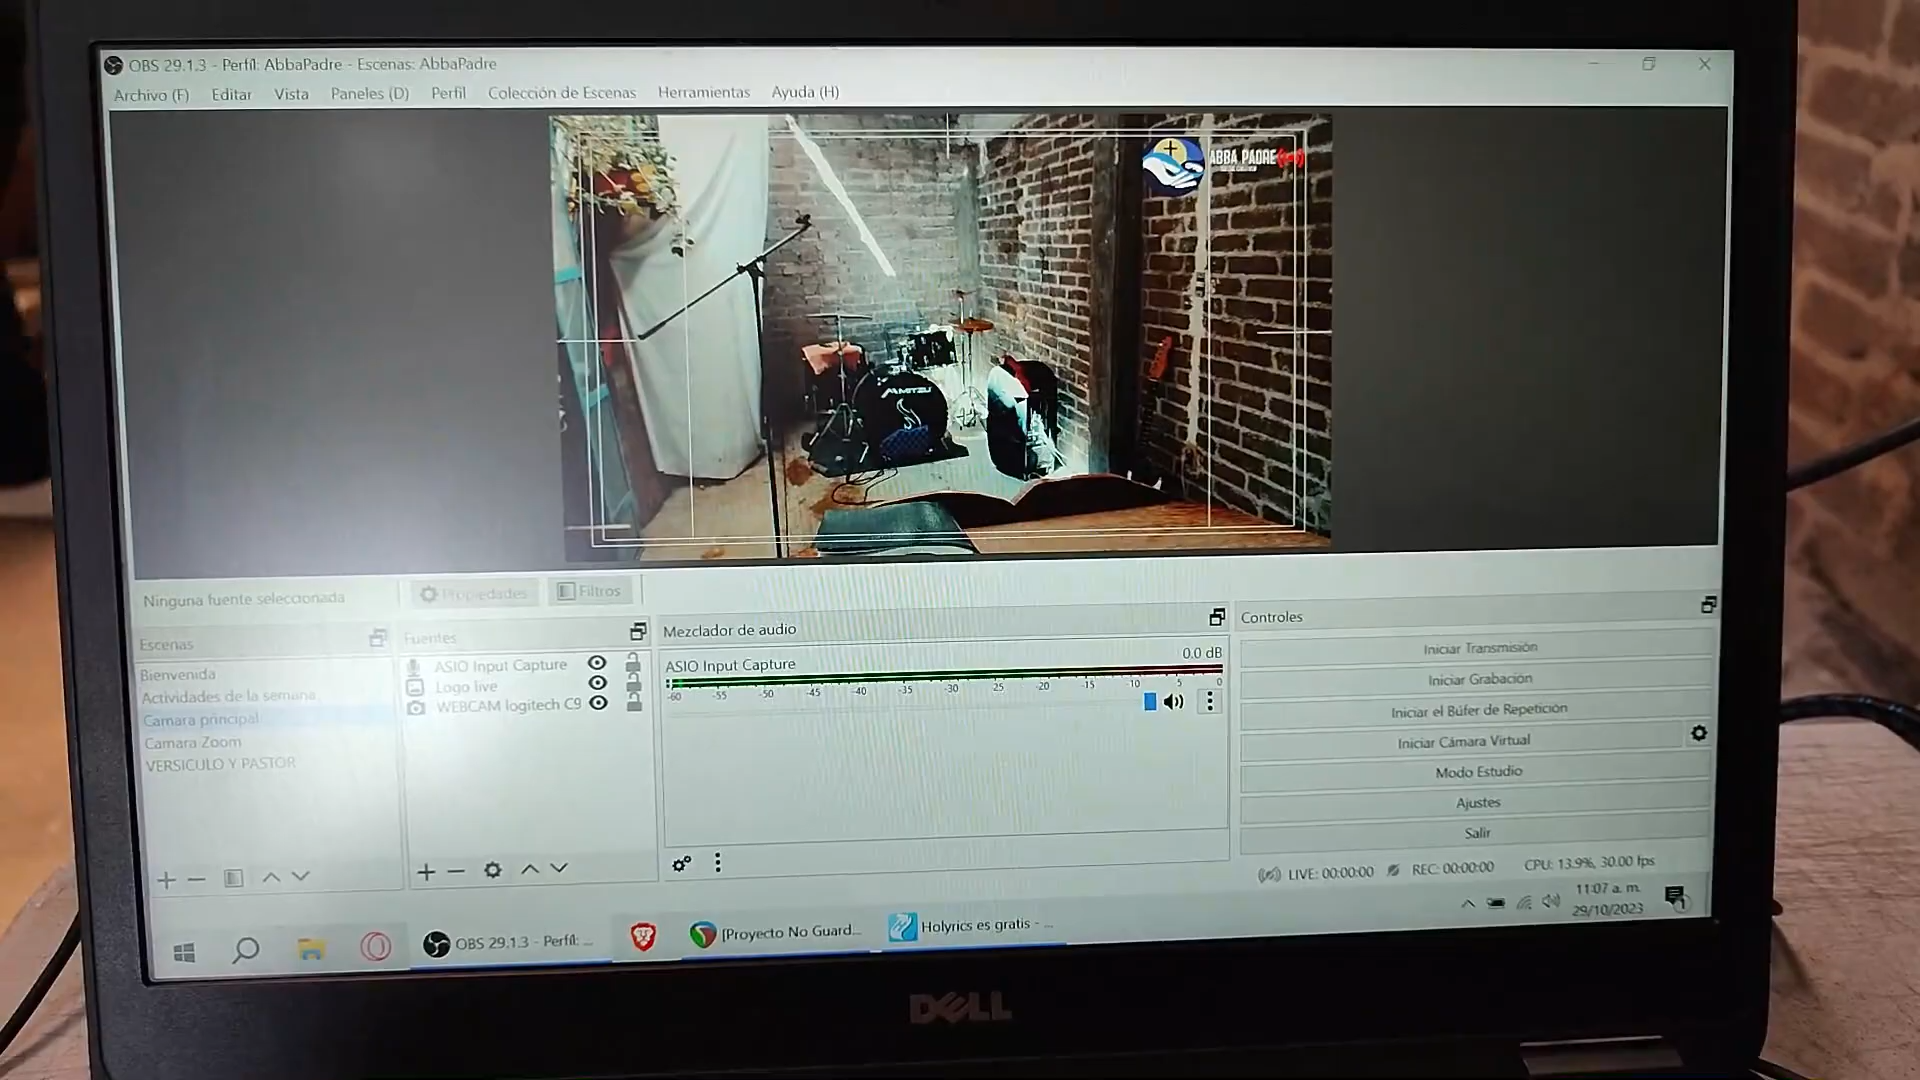 OBS 29.1.3 - Perfil: AbbaPadre - Escenas: AbbaPadre
Archivo (F) Editar Vista Paneles (D) Perfil Colección de Escenas Herramientas Ayuda (H)
ABBA PADRE
MITZU
Ninguna fuente seleccionada Propiedades Filtros
Escenas
Bienvenida
Actividades de la semana
Camara principal
Camara Zoom
VERSICULO Y PASTOR
Fuentes
ASIO Input Capture
Logo live
WEBCAM logitech C9
Mezclador de audio
ASIO Input Capture 0.0 dB
-60 -55 -50 -45 -40 -35 -30 25 -20 -15 -10 5 0
Controles
Iniciar Transmisión
Iniciar Grabación
Iniciar el Búfer de Repetición
Iniciar Cámara Virtual
Modo Estudio
Ajustes
Salir
LIVE: 00:00:00 REC: 00:00:00 CPU: 13.9%, 30.00 fps
OBS 29.1.3 - Perfil: ...
[Proyecto No Guard...
Holyrics es gratis - ...
11:07 a. m.
29/10/2023
1
DELL